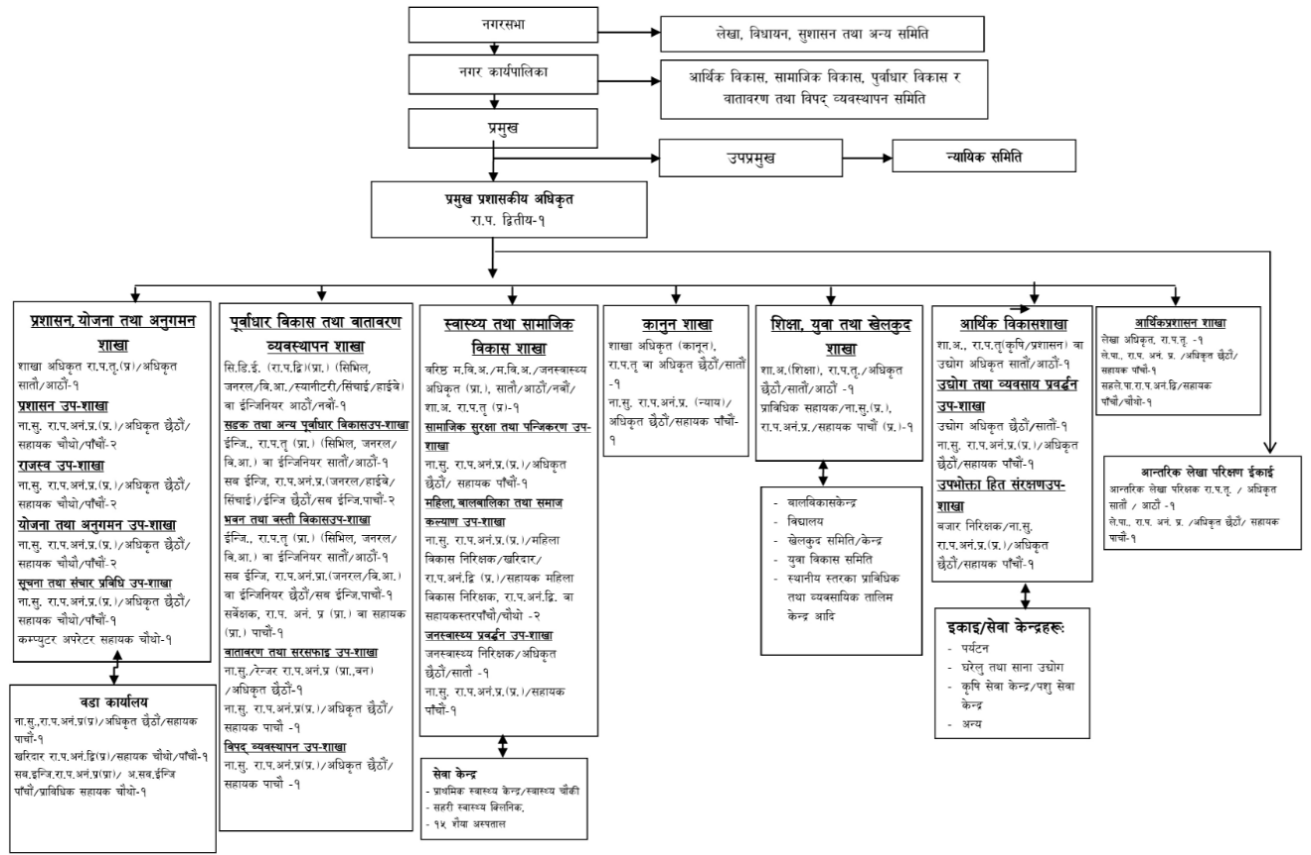 नगरसभा
लेखा, विधायन, सुशासन तथा अन्य समिति
नगर कार्यपालिका
आर्थिक विकास, सामाजिक विकास, पुर्वाधार विकास र
वातावरण तथा विपद् व्यवस्थापन समिति
प्रमुख
उपप्रमुख
न्यायिक समिति
प्रमुख प्रशासकीय अधिकृत
रा.प. द्वितीय-१
प्रशासन,योजना तथा अनुगमन
शाखा
शाखा अधिकृत रा.प.तृ.(प्र)/अधिकृत
सातौं/आठौं-१
प्रशासन उप-शाखा
ना.सु. रा.प.अनं.प्र.(प्र.)/अधिकृत छैठौं/
सहायक चौथो/पाँचौं-२
राजस्व उप-शाखा
ना.सु. रा.प.अनं.प्र.(प्र.)/अधिकृत छैठौं/
सहायक चौथो/पाँचौं-२
योजना तथा अनुगमन उप-शाखा
ना.सु. रा.प.अनं.प्र.(प्र.)/अधिकृत छैठौं/
सहायक चौथो/पाँचौं-२
सूचना तथा संचार प्रविधि उप-शाखा
ना.सु. रा.प.अनं.प्र.(प्र.)/अधिकृत छैठौं/
सहायक चौथो/पाँचौं-१
कम्प्युटर अपरेटर सहायक चौथो-१
वडा कार्यालय
ना.सु.,रा.प.अनं.प्र(प्र)/अधिकृत छैठौं/सहायक
पाचौं-१
खरिदार रा.प.अनं.द्वि(प्र)/सहायक चौथो/पाँचौं-१
सव.इन्जि.रा.प.अनं.प्र(प्रा)/ अ.सव.ईन्जि
पाँचौं/प्राविधिक सहायक चौथो-१
पूर्वाधार विकास तथा वातावरण
व्यवस्थापन शाखा
सि.डि.ई. (रा.प.द्वि)(प्रा.) (सिभिल,
जनरल/वि.आ./स्यानीटरी/सिंचाई/हाईवे)
वा ईन्जिनियर आठौं/नवौं-१
सडक तथा अन्य पूर्वाधार विकासउप-शाखा
ईन्जि., रा.प.तृ (प्रा.) (सिभिल, जनरल/
वि.आ.) वा ईन्जिनियर सातौं/आठौं-१
सब ईन्जि, रा.प.अनं.प्र.(जनरल/हाईवे/
सिंचाई)/ईन्जि छैठौं/सब ईन्जि.पाचौं-२
भवन तथा बस्ती विकासउप-शाखा
ईन्जि., रा.प.तृ (प्रा.) (सिभिल, जनरल/
वि.आ.) वा ईन्जिनियर सातौं/आठौं-१
सब ईन्जि, रा.प.अनं.प्रा.(जनरल/वि.आ.)
वा ईन्जिनियर छैठौं/सब ईन्जि.पाचौं-१
सर्वेक्षक, रा.प. अनं. प्र (प्रा.) वा सहायक
(प्रा.) पाचौं-१
वातावरण तथा सरसफाइ उप-शाखा
ना.सु./रेन्जर रा.प.अनं.प्र (प्रा.,वन)
/अधिकृत छैठौं-१
ना.सु. रा.प.अनं.प्र(प्र.)/अधिकृत छैठौं/
सहायक पाचौ -१
विपद् व्यवस्थापन उप-शाखा
ना.सु. रा.प.अनं.प्र(प्र.)/अधिकृत छैठौं/
सहायक पाचौ -१
स्वास्थ्य तथा सामाजिक
विकास शाखा
वरिष्ठ म.वि.अ./म.वि.अ./जनस्वास्थ्य
अधिकृत (प्रा.), सातौं/आठौं/नवौं/
शा.अ. रा.प.तृ (प्र)-१
सामाजिक सुरक्षा तथा पन्जिकरण उप-
शाखा
ना.सु. रा.प.अनं.प्र.(प्र.)/अधिकृत
छैठौं/ सहायक पाँचौं-१
महिला,बालबालिका तथा समाज
कल्याण उप-शाखा
ना.सु. रा.प.अनं.प्र.(प्र.)/महिला
विकास निरिक्षक/खरिदार/
रा.प.अनं.द्वि (प्र.)/सहायक महिला
विकास निरिक्षक, रा.प.अनं.द्वि. वा
सहायकस्तरपाँचौं/चौथो -२
जनस्वास्थ्य प्रवर्द्धन उप-शाखा
जनस्वास्थ्य निरिक्षक/अधिकृत
छैठौं/सातौ -१
ना.सु. रा.प.अनं.प्र.(प्र.)/सहायक
पाँचौं-१
सेवा केन्द्र
- प्राथमिक स्वास्थ्य केन्द्र/स्वास्थ्य चौकी
- सहरी स्वास्थ्य क्लिनिक,
- १५ शैया अस्पताल
कानुन शाखा
शाखा अधिकृत (कानून),
रा.प.तृ वा अधिकृत छैठौं/सातौं
-१
ना.सु. रा.प.अनं.प्र. (न्याय)/
अधिकृत छैठौं/सहायक पाँचौं-
१
शिक्षा, युवा तथा खेलकुद
शाखा
शा.अ.(शिक्षा), रा.प.तृ./अधिकृत
छैठौं/सातौं/आठौं -१
प्राविधिक सहायक/ना.सु.(प्र.),
रा.प.अनं.प्र./सहायक पाचौं (प्र.)-१
- बालविकासकेन्द्र
- विद्यालय
- खेलकुद समिति/केन्द्र
- युवा विकास समिति
- स्थानीय स्तरका प्राविधिक
तथा व्यवसायिक तालिम
केन्द्र आदि
आर्थिक विकासशाखा
शा.अ., रा.प.तृ(कृषि/प्रशासन) वा
उद्योग अधिकृत सातौं/आठौं-१
उद्योग तथा व्यवसाय प्रवर्द्धन
उप-शाखा
उद्योग अधिकृत छैठौं/सातौं-१
ना.सु. रा.प.अनं.प्र.(प्र.)/अधिकृत
छैठौं/सहायक पाँचौं-१
उपभोक्ता हित संरक्षणउप-
शाखा
बजार निरिक्षक/ना.सु.
रा.प.अनं.प्र.(प्र.)/अधिकृत
छैठौं/सहायक पाँचौं-१
इकाइ/सेवा केन्द्रहरू:
- पर्यटन
- घरेलु तथा साना उद्योग
- कृषि सेवा केन्द्र/पशु सेवा
केन्द्र
- अन्य
आर्थिकप्रशासन शाखा
लेखा अधिकृत, रा.प.तृ. -१
ले.पा., रा.प. अनं. प्र. /अधिकृत छैठौं/
सहायक पाँचौं-१
सहले.पा.रा.प.अन.द्वि/सहायक
पाँचौं/चौथो-१
आन्तरिक लेखा परिक्षण ईकाई
आन्तरिक लेखा परिक्षक रा.प.तृ. / अधिकृत
सातौं / आठौं -१
ले.पा., रा.प. अनं. प्र. /अधिकृत छैठौं/ सहायक
पाचौं-१